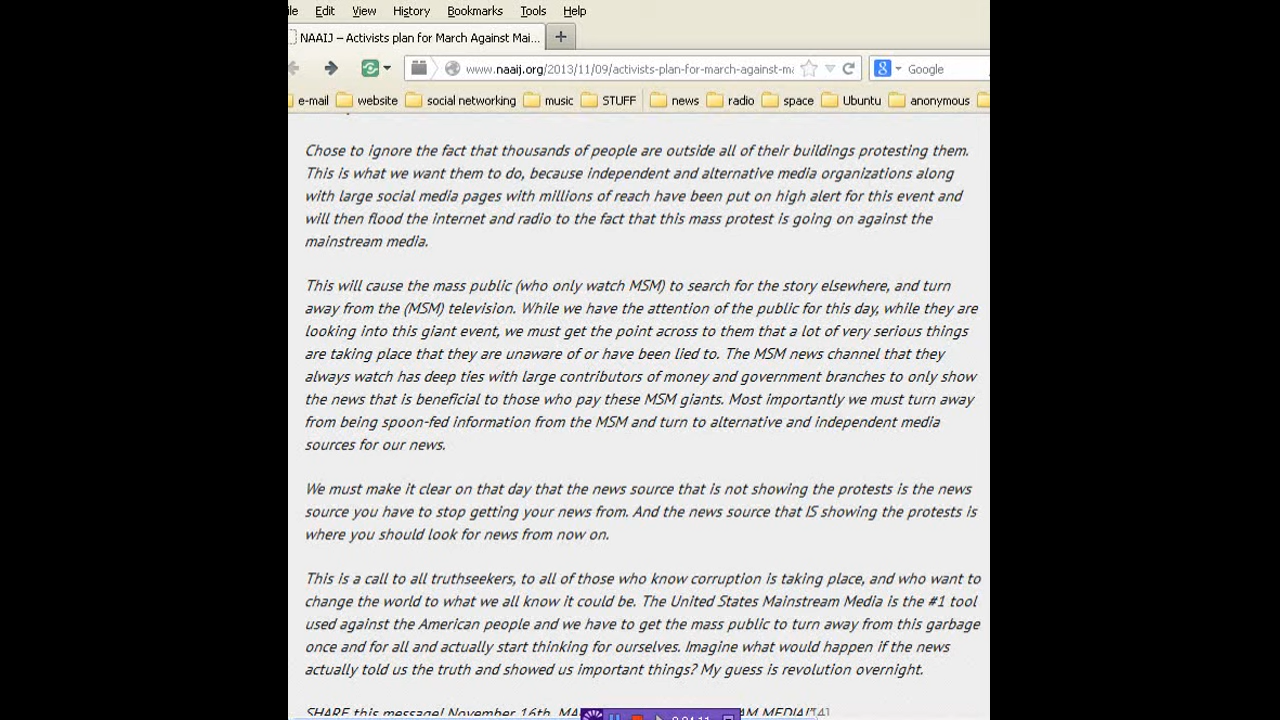 ile Edit View History Bookmarks Tools Help
NAAIJ – Activists plan for March Against Mai...
www.naaij.org/2013/11/09/activists-plan-for-march-against-m Google
e-mail website social networking music STUFF news radio space Ubuntu anonymous
Chose to ignore the fact that thousands of people are outside all of their buildings protesting them.
This is what we want them to do, because independent and alternative media organizations along
with large social media pages with millions of reach have been put on high alert for this event and
will then flood the internet and radio to the fact that this mass protest is going on against the
mainstream media.
This will cause the mass public (who only watch MSM) to search for the story elsewhere, and turn
away from the (MSM) television. While we have the attention of the public for this day, while they are
looking into this giant event, we must get the point across to them that a lot of very serious things
are taking place that they are unaware of or have been lied to. The MSM news channel that they
always watch has deep ties with large contributors of money and government branches to only show
the news that is beneficial to those who pay these MSM giants. Most importantly we must turn away
from being spoon-fed information from the MSM and turn to alternative and independent media
sources for our news.
We must make it clear on that day that the news source that is not showing the protests is the news
source you have to stop getting your news from. And the news source that IS showing the protests is
where you should look for news from now on.
This is a call to all truthseekers, to all of those who know corruption is taking place, and who want to
change the world to what we all know it could be. The United States Mainstream Media is the #1 tool
used against the American people and we have to get the mass public to turn away from this garbage
once and for all and actually start thinking for ourselves. Imagine what would happen if the news
actually told us the truth and showed us important things? My guess is revolution overnight.
SHARE this message! November 16th, MA AM MEDIA!"[4]